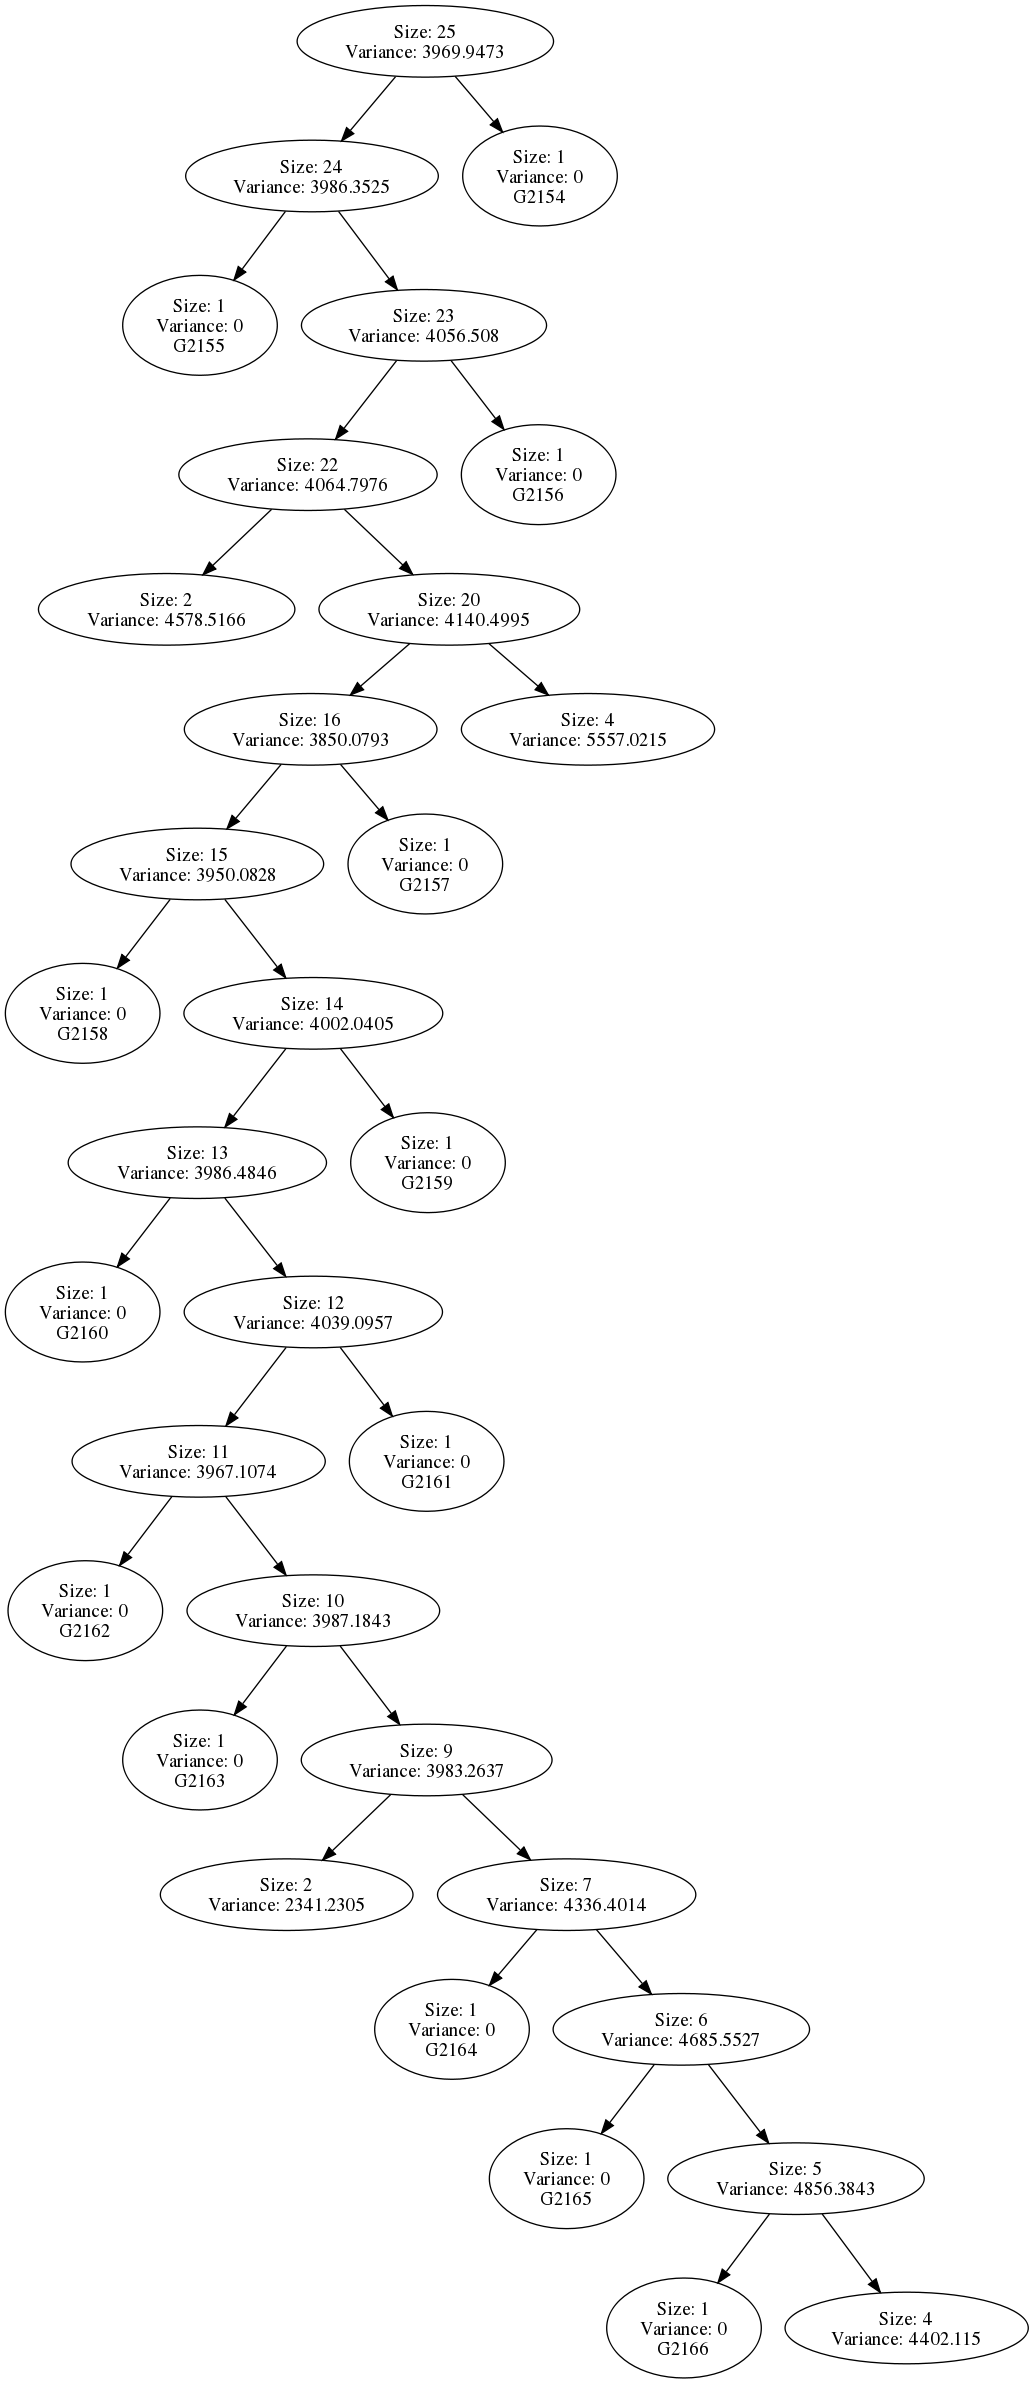 Size: 25
Variance: 3969.9473
Size: 24
Variance: 3986.3525
Size: 1
Variance: 0
G2154
Size: 1
Variance: 0
G2155
Size: 23
Variance: 4056.508
Size: 22
Variance: 4064.7976
Size: 1
Variance: 0
G2156
Size: 2
Variance: 4578.5166
Size: 20
Variance: 4140.4995
Size: 16
Variance: 3850.0793
Size: 4
Variance: 5557.0215
Size: 15
Variance: 3950.0828
Size: 1
Variance: 0
G2157
Size: 1
Variance: 0
G2158
Size: 14
Variance: 4002.0405
Size: 13
Variance: 3986.4846
Size: 1
Variance: 0
G2159
Size: 1
Variance: 0
G2160
Size: 12
Variance: 4039.0957
Size: 11
Variance: 3967.1074
Size: 1
Variance: 0
G2161
Size: 1
Variance: 0
G2162
Size: 10
Variance: 3987.1843
Size: 1
Variance: 0
G2163
Size: 9
Variance: 3983.2637
Size: 2
Variance: 2341.2305
Size: 7
Variance: 4336.4014
Size: 1
Variance: 0
G2164
Size: 6
Variance: 4685.5527
Size: 1
Variance: 0
G2165
Size: 5
Variance: 4856.3843
Size: 1
Variance: 0
G2166
Size: 4
Variance: 4402.115